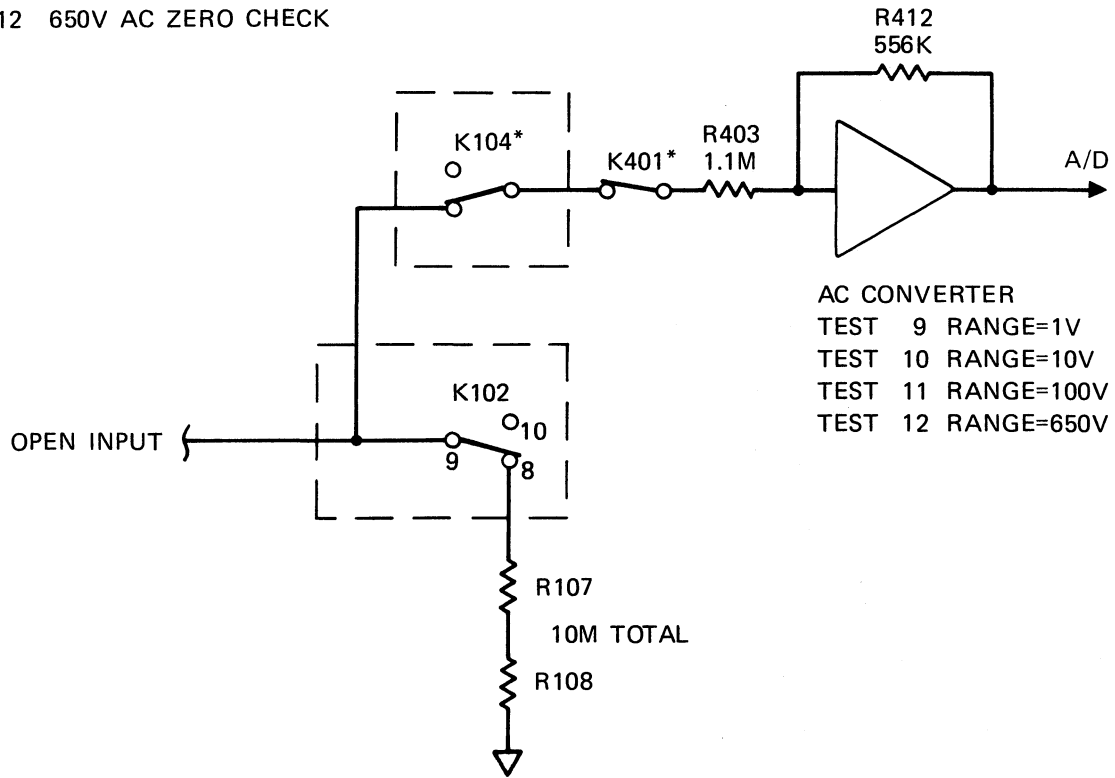 12 650V AC ZERO CHECK
R412
556K
K104*
K401*
R403
1.1M
A/D
AC CONVERTER
TEST 9 RANGE=1V
TEST 10 RANGE=10V
TEST 11 RANGE=100V
TEST 12 RANGE=650V
K102
10
OPEN INPUT
9
8
R107
10M TOTAL
R108